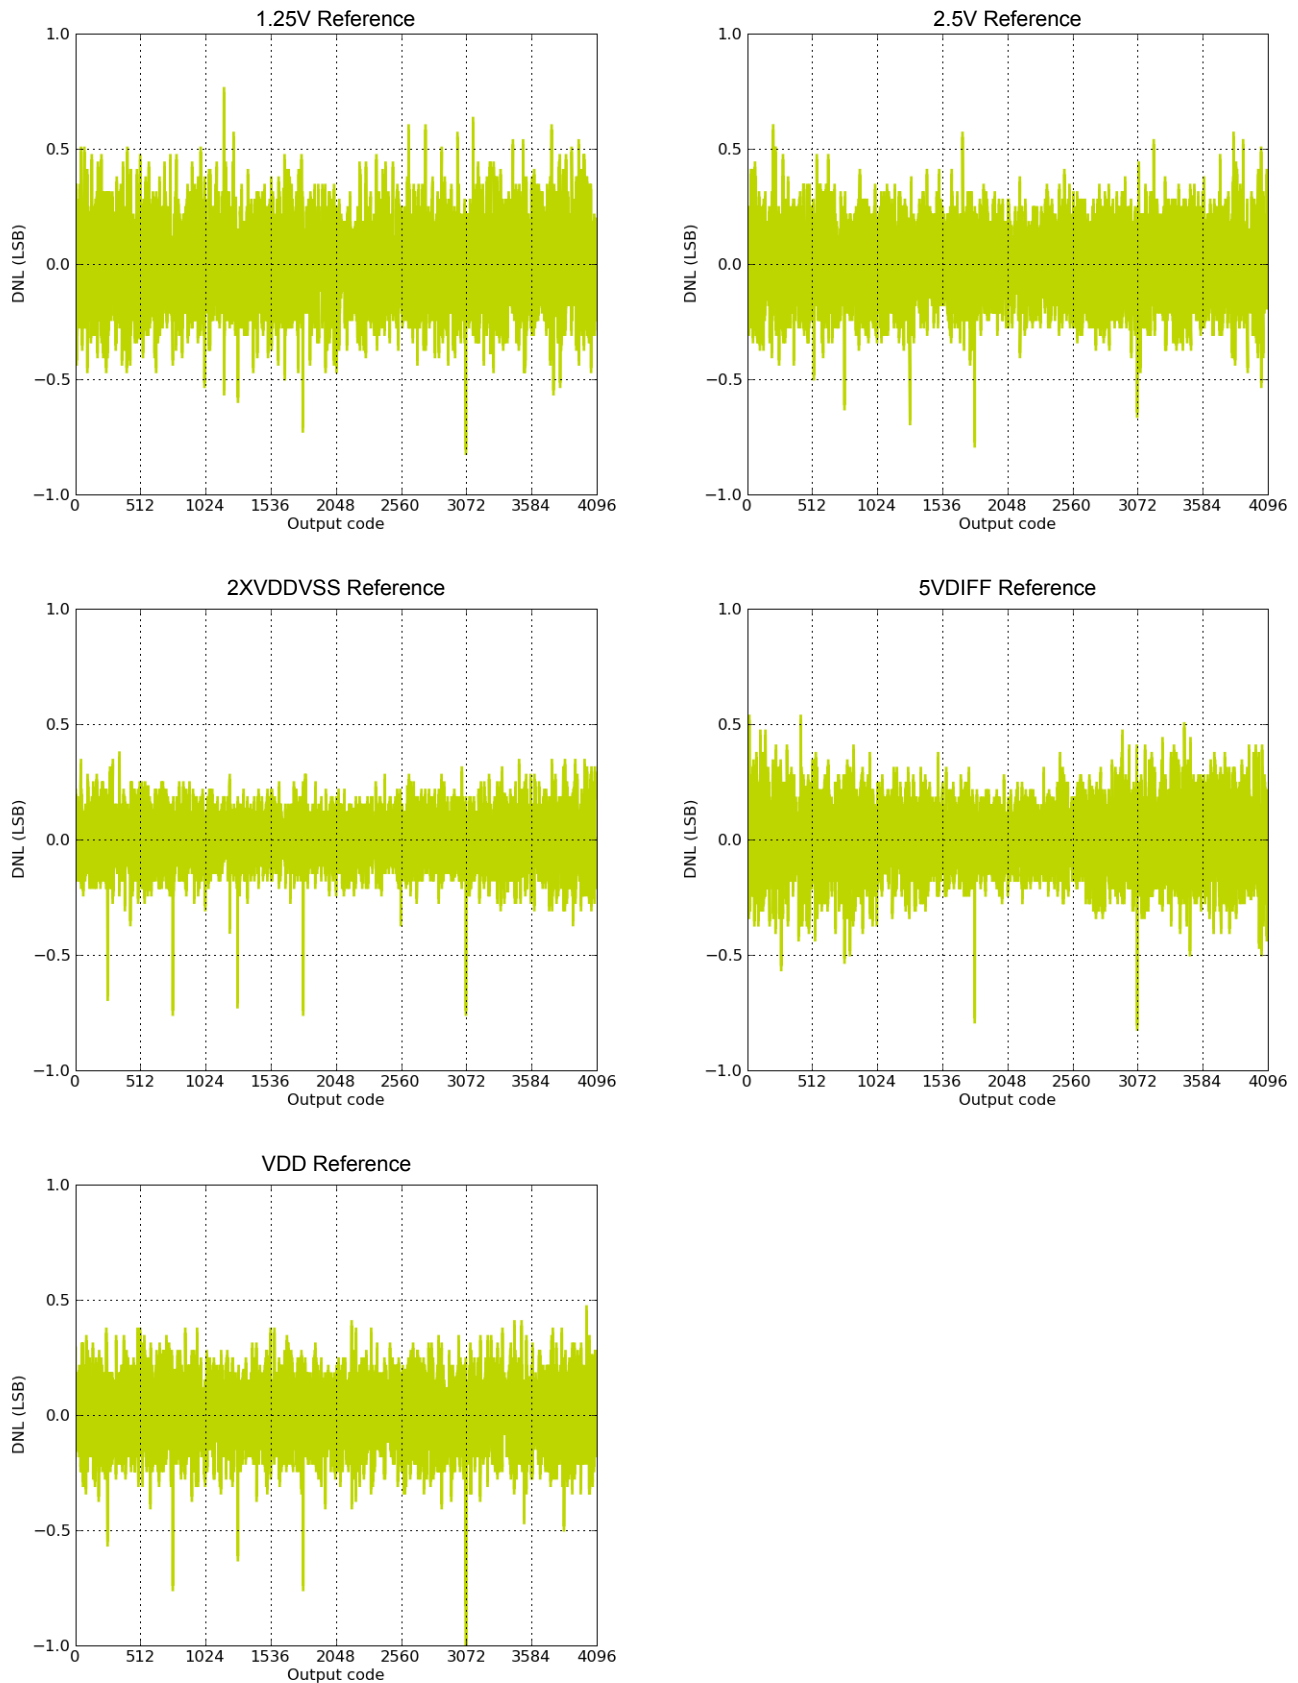 1.25V Reference
1.0
0.5
0.0
−0.5
−1.0
DNL (LSB)
0 512 1024 1536 2048 2560 3072 3584 4096
Output code
2.5V Reference
1.0
0.5
0.0
−0.5
−1.0
DNL (LSB)
0 512 1024 1536 2048 2560 3072 3584 4096
Output code
2XVDDVSS Reference
1.0
0.5
0.0
−0.5
−1.0
DNL (LSB)
0 512 1024 1536 2048 2560 3072 3584 4096
Output code
5VDIFF Reference
1.0
0.5
0.0
−0.5
−1.0
DNL (LSB)
0 512 1024 1536 2048 2560 3072 3584 4096
Output code
VDD Reference
1.0
0.5
0.0
−0.5
−1.0
DNL (LSB)
0 512 1024 1536 2048 2560 3072 3584 4096
Output code